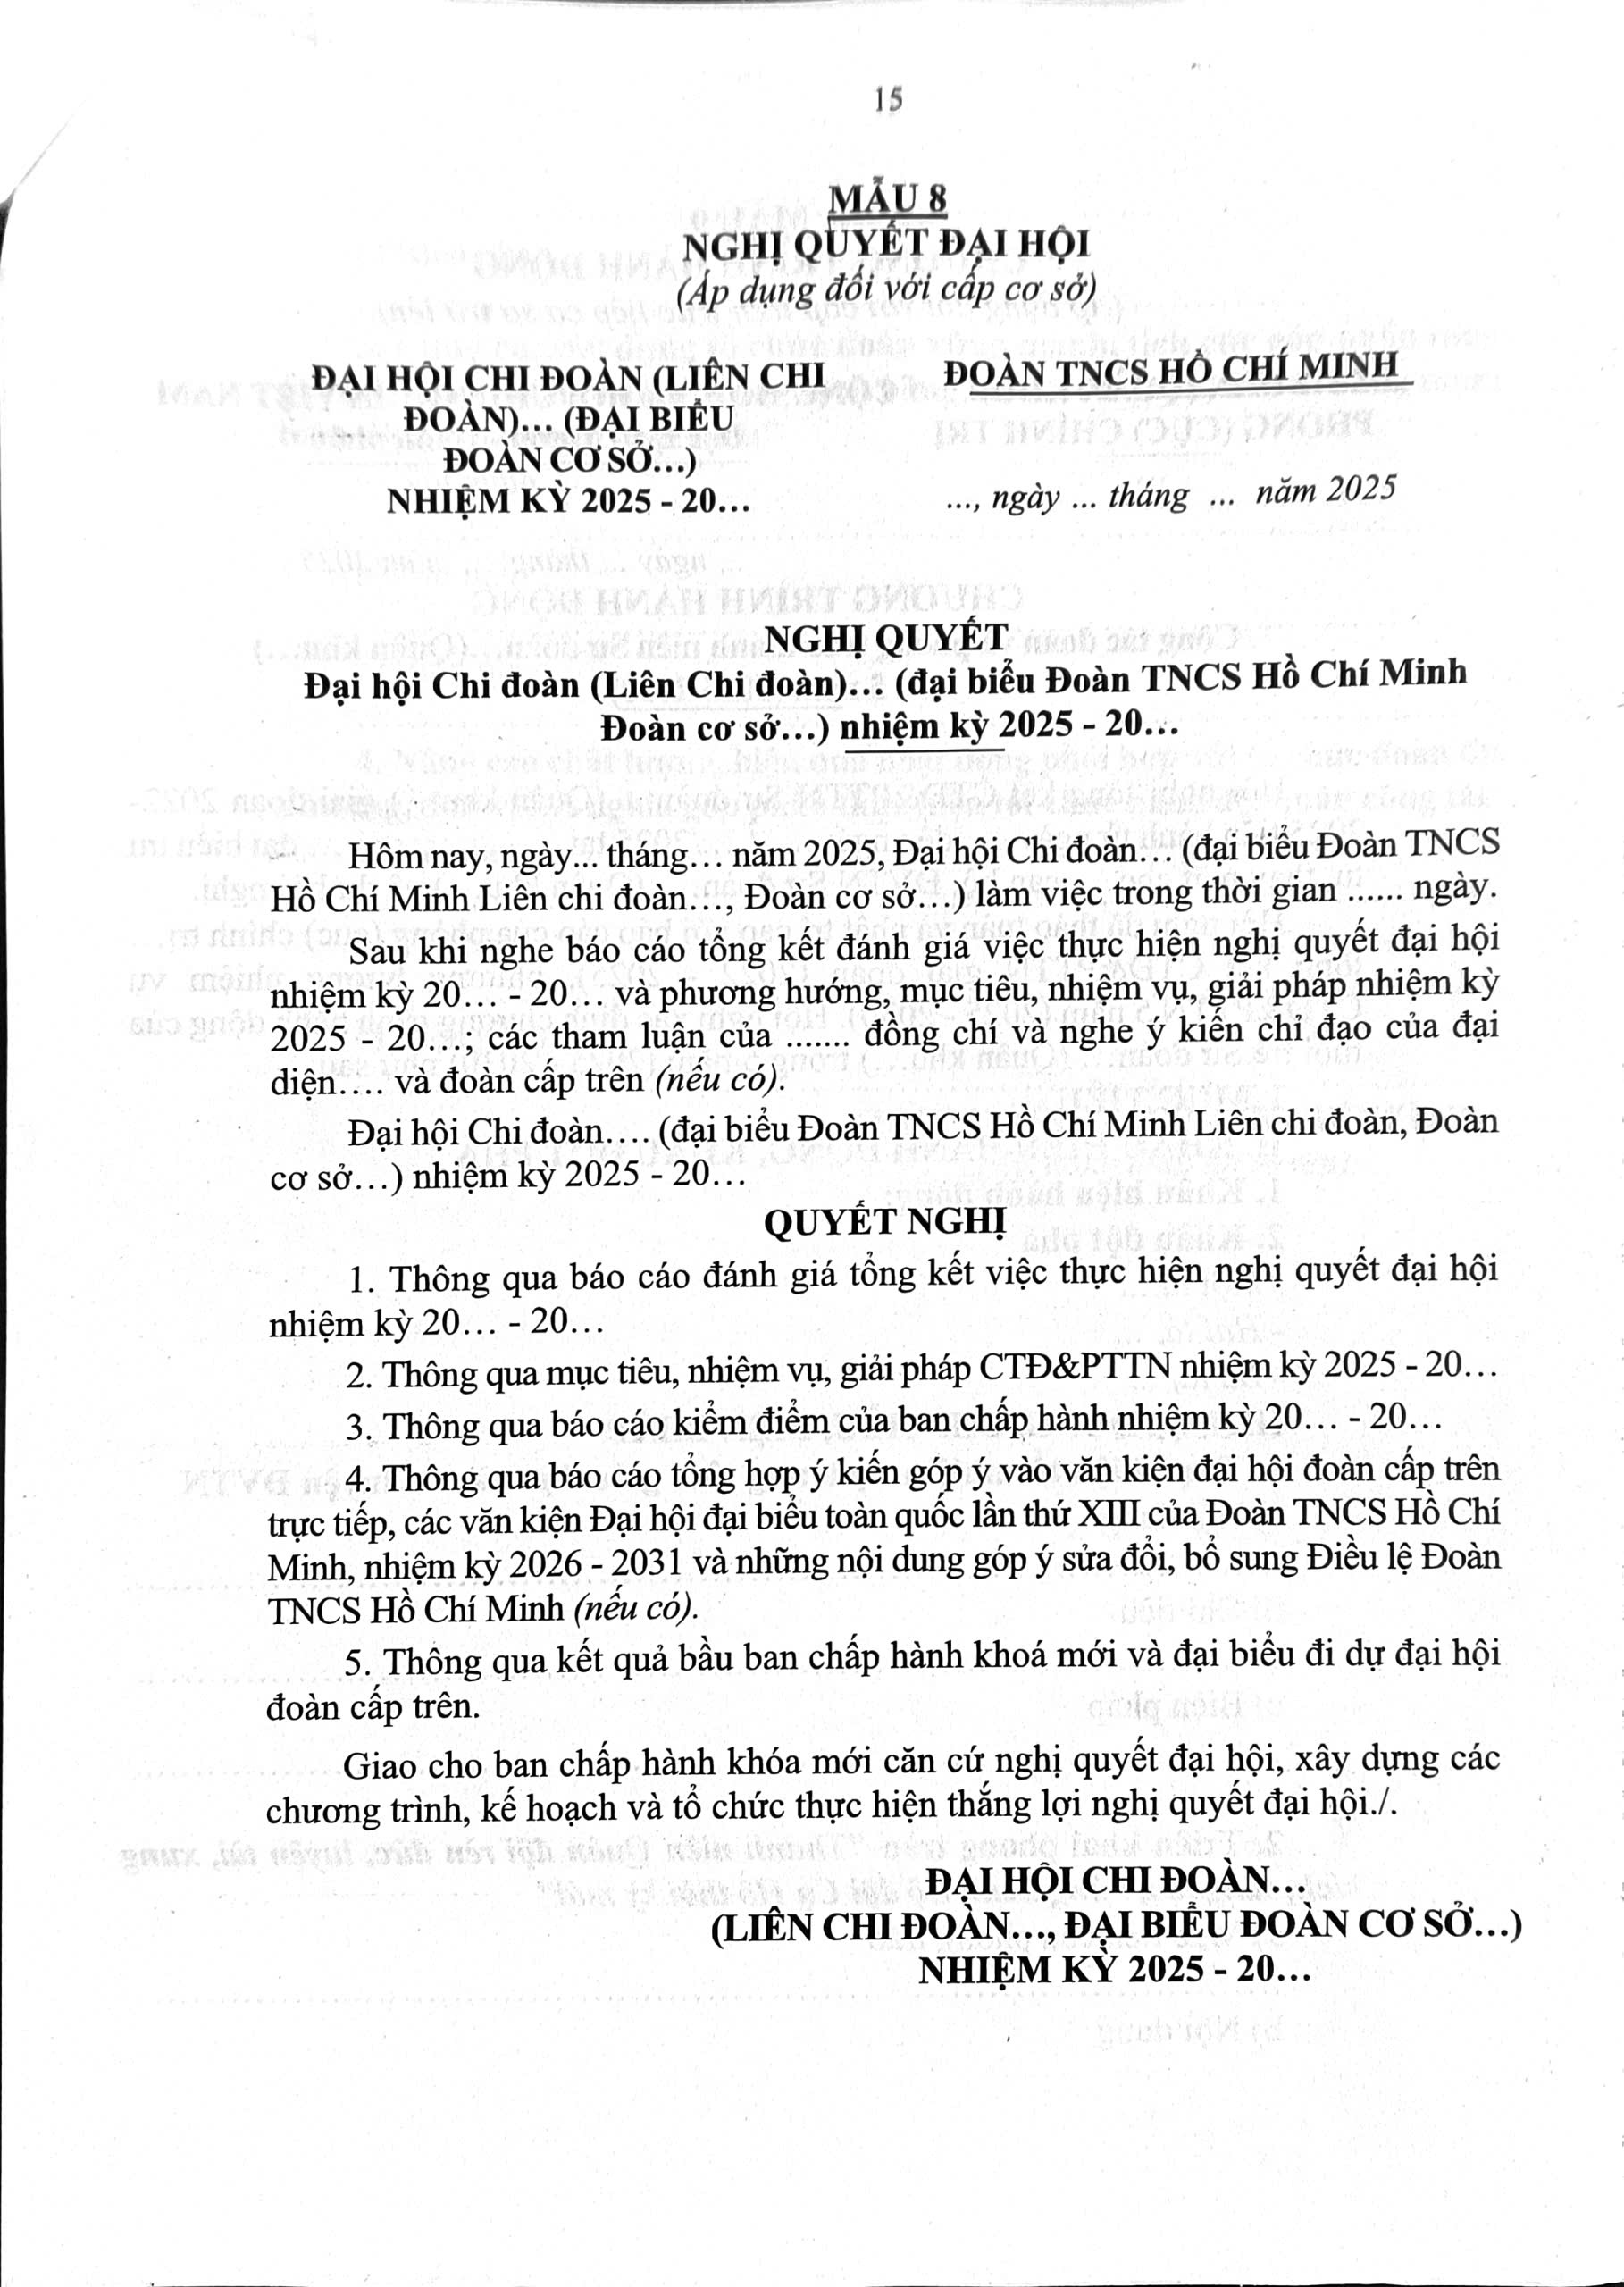 15
MẪU 8
NGHỊ QUYẾT ĐẠI HỘI
(Áp dụng đối với cấp cơ sở)
ĐẠI HỘI CHI ĐOÀN (LIÊN CHI
ĐOÀN)… (ĐẠI BIỂU
ĐOÀN CƠ SỞ…)
NHIỆM KỲ 2025 - 20…
ĐOÀN TNCS HỒ CHÍ MINH
..., ngày ... tháng ... năm 2025
NGHỊ QUYẾT
Đại hội Chi đoàn (Liên Chi đoàn)… (đại biểu Đoàn TNCS Hồ Chí Minh
Đoàn cơ sở…) nhiệm kỳ 2025 - 20…
Hôm nay, ngày... tháng… năm 2025, Đại hội Chi đoàn… (đại biểu Đoàn TNCS
Hồ Chí Minh Liên chi đoàn…, Đoàn cơ sở…) làm việc trong thời gian ...... ngày.
Sau khi nghe báo cáo tổng kết đánh giá việc thực hiện nghị quyết đại hội
nhiệm kỳ 20… - 20… và phương hướng, mục tiêu, nhiệm vụ, giải pháp nhiệm kỳ
2025 - 20…; các tham luận của ....... đồng chí và nghe ý kiến chỉ đạo của đại
diện…. và đoàn cấp trên (nếu có).
Đại hội Chi đoàn…. (đại biểu Đoàn TNCS Hồ Chí Minh Liên chi đoàn, Đoàn
cơ sở…) nhiệm kỳ 2025 - 20…
QUYẾT NGHỊ
1. Thông qua báo cáo đánh giá tổng kết việc thực hiện nghị quyết đại hội
nhiệm kỳ 20… - 20…
2. Thông qua mục tiêu, nhiệm vụ, giải pháp CTĐ&PTTN nhiệm kỳ 2025 - 20…
3. Thông qua báo cáo kiểm điểm của ban chấp hành nhiệm kỳ 20… - 20…
4. Thông qua báo cáo tổng hợp ý kiến góp ý vào văn kiện đại hội đoàn cấp trên
trực tiếp, các văn kiện Đại hội đại biểu toàn quốc lần thứ XIII của Đoàn TNCS Hồ Chí
Minh, nhiệm kỳ 2026 - 2031 và những nội dung góp ý sửa đổi, bổ sung Điều lệ Đoàn
TNCS Hồ Chí Minh (nếu có).
5. Thông qua kết quả bầu ban chấp hành khoá mới và đại biểu đi dự đại hội
đoàn cấp trên.
Giao cho ban chấp hành khóa mới căn cứ nghị quyết đại hội, xây dựng các
chương trình, kế hoạch và tổ chức thực hiện thắng lợi nghị quyết đại hội./.
ĐẠI HỘI CHI ĐOÀN…
(LIÊN CHI ĐOÀN…, ĐẠI BIỂU ĐOÀN CƠ SỞ…)
NHIỆM KỲ 2025 - 20…